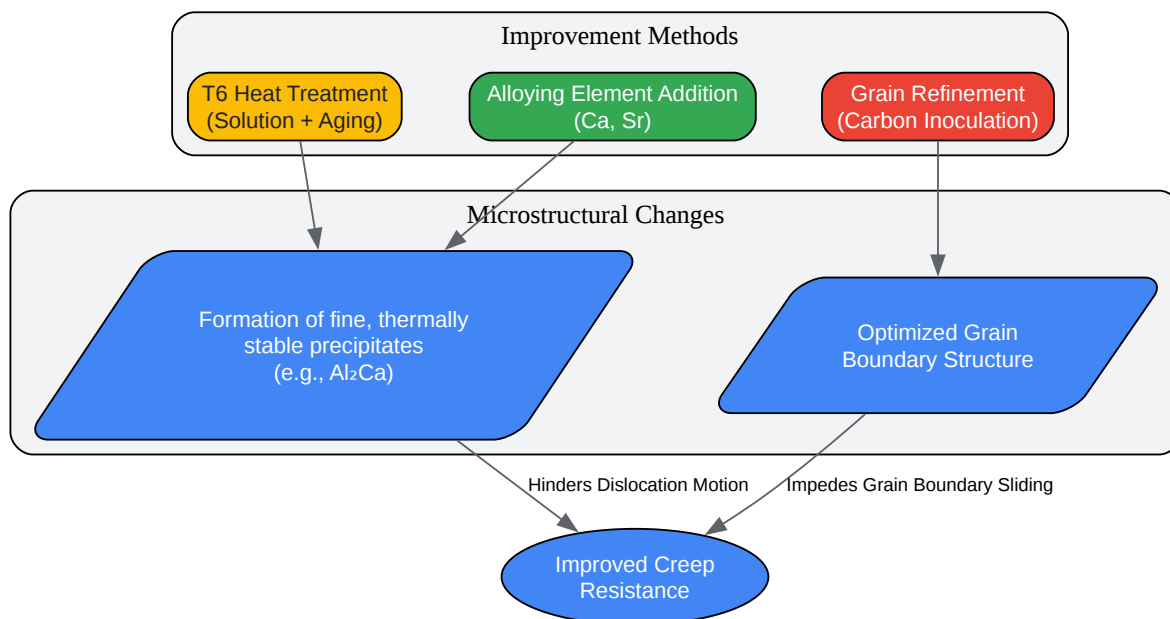 Improvement Methods
T6 Heat Treatment
(Solution + Aging)
Alloying Element Addition
(Ca, Sr)
Grain Refinement
(Carbon Inoculation)
Microstructural Changes
Formation of fine, thermally
stable precipitates
(e.g., Al₂Ca)
Optimized Grain
Boundary Structure
Hinders Dislocation Motion
Impedes Grain Boundary Sliding
Improved Creep
Resistance